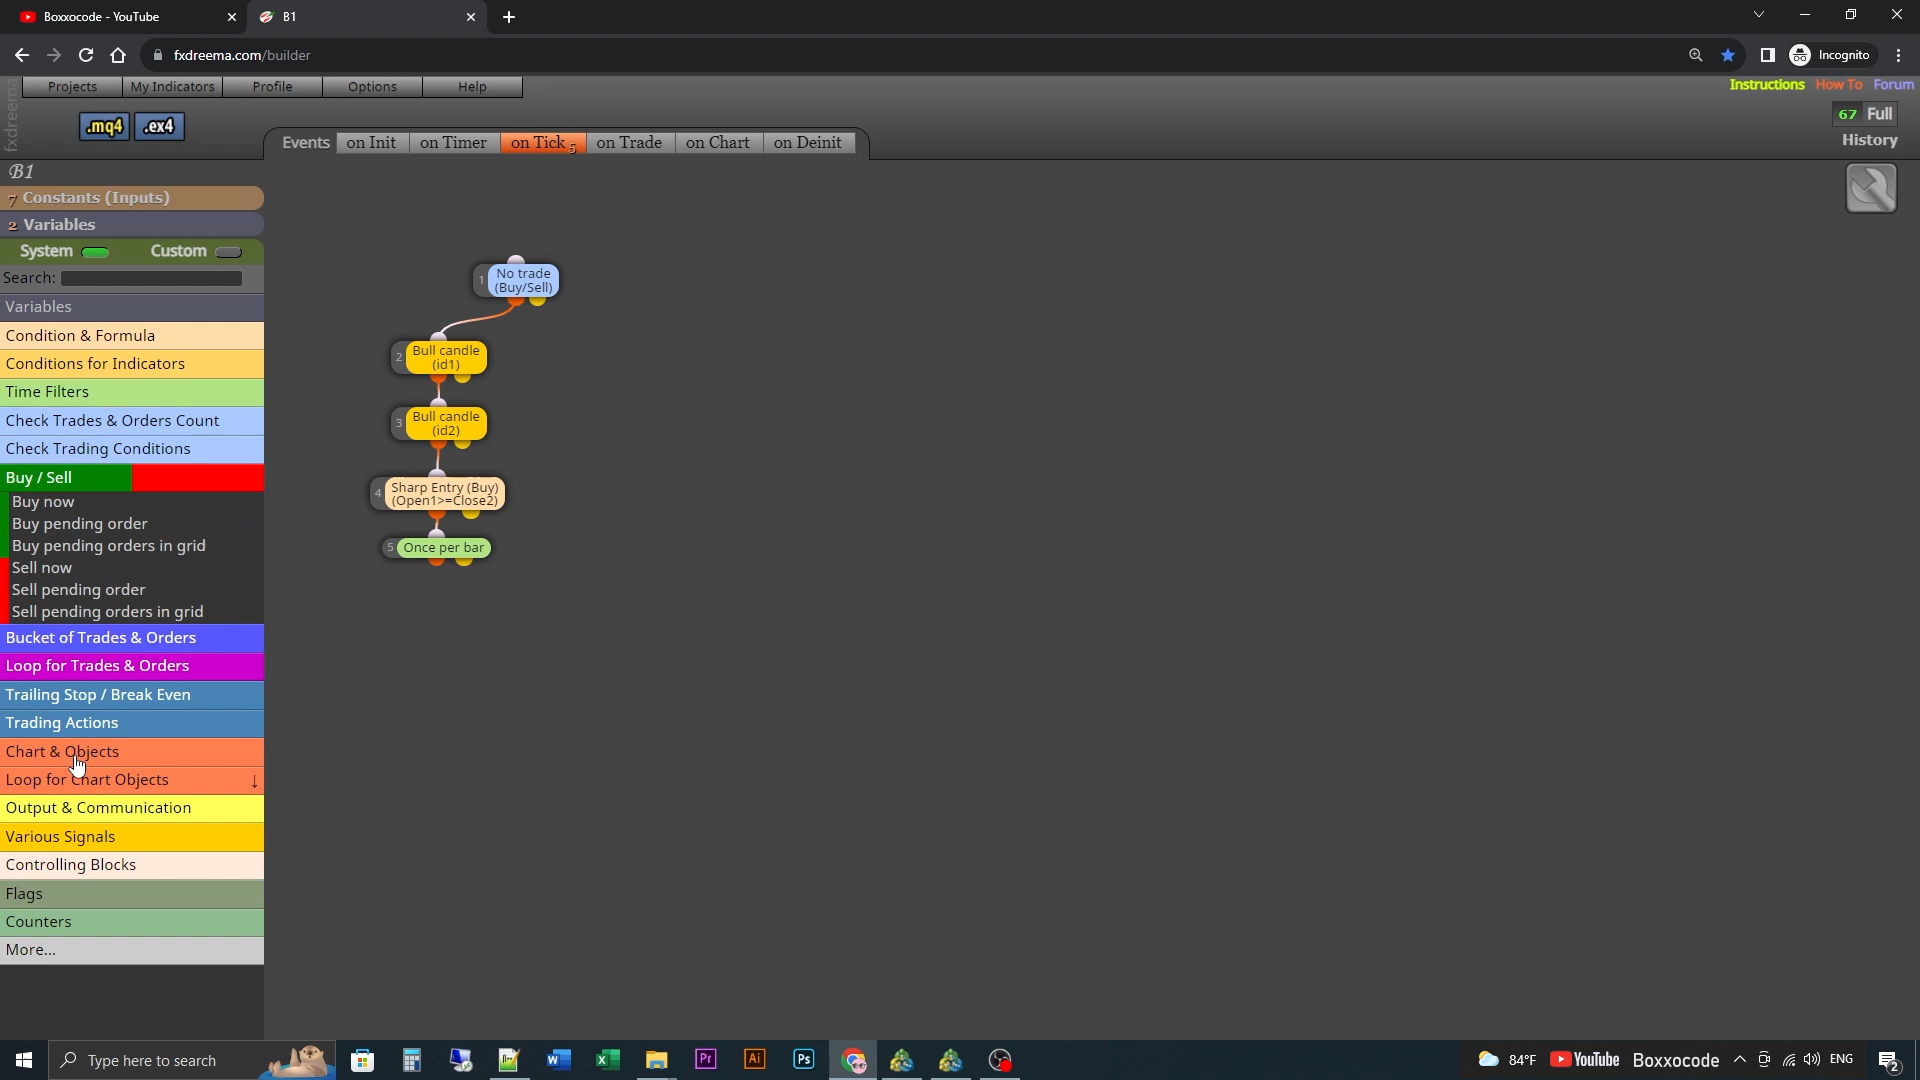 Boxxocode - YouTube
B1
fxdreema.com/builder
Incognito
Projects
My Indicators
Profile
Options
Help
Instructions How To Forum
fxdreema
.mq4
.ex4
67 Full
History
Events
on Init
on Timer
on Tick 5
on Trade
on Chart
on Deinit
B1
7 Constants (Inputs)
2 Variables
System
Custom
Search:
Variables
Condition & Formula
Conditions for Indicators
Time Filters
Check Trades & Orders Count
Check Trading Conditions
Buy / Sell
Buy now
Buy pending order
Buy pending orders in grid
Sell now
Sell pending order
Sell pending orders in grid
Bucket of Trades & Orders
Loop for Trades & Orders
Trailing Stop / Break Even
Trading Actions
Chart & Objects
Loop for Chart Objects ↓
Output & Communication
Various Signals
Controlling Blocks
Flags
Counters
More...
1 No trade
(Buy/Sell)
2 Bull candle
(id1)
3 Bull candle
(id2)
4 Sharp Entry (Buy)
(Open1>=Close2)
5 Once per bar
Type here to search
Pr
Ai
Ps
84°F
YouTube
Boxxocode
ENG
2